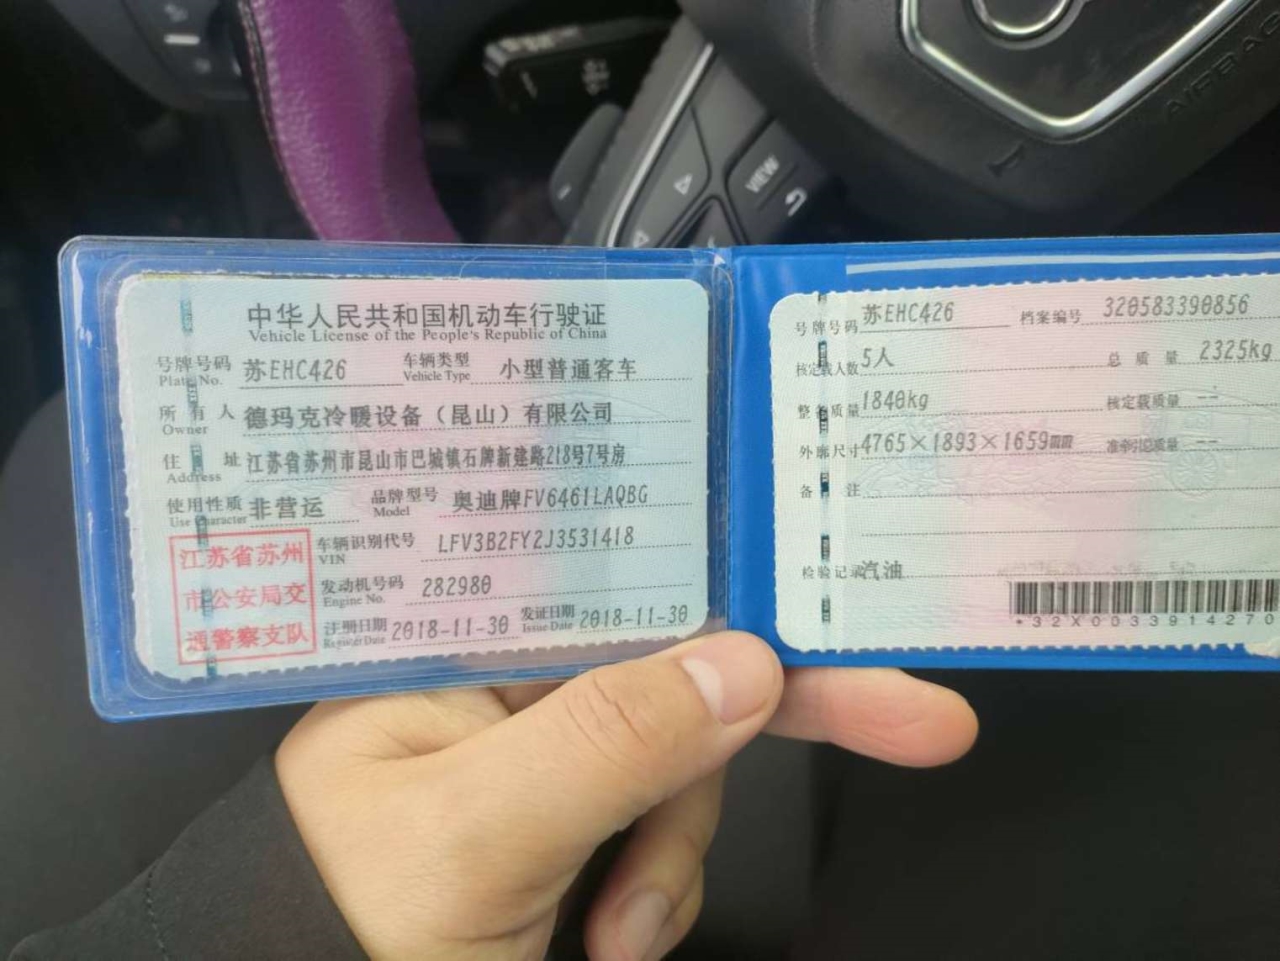 VIEW
AIRBAG
中华人民共和国机动车行驶证
Vehicle License of the People's Republic of China
号牌号码 苏EHC426 车辆类型 小型普通客车
Plate No. Vehicle Type
所有人 德玛克冷暖设备（昆山）有限公司
Owner
住址 江苏省苏州市昆山市巴城镇石牌新建路218号7号房
Address
使用性质 非营运 品牌型号 奥迪牌FV6461LAQBG
Use Character Model
江苏省苏州
市公安局交
通警察支队
车辆识别代号 LFV3B2FY2J3531418
VIN
发动机号码 282980
Engine No.
注册日期 2018-11-30 发证日期 2018-11-30
Register Date Issue Date
号牌号码 苏EHC426 档案编号 320583390856
核定载人数 5人 总质量 2325kg
整备质量 1840kg 核定载质量 --
外廓尺寸 4765×1893×1659 准牵引总质量 --
备注
检验记录 汽油
*32X0033914270